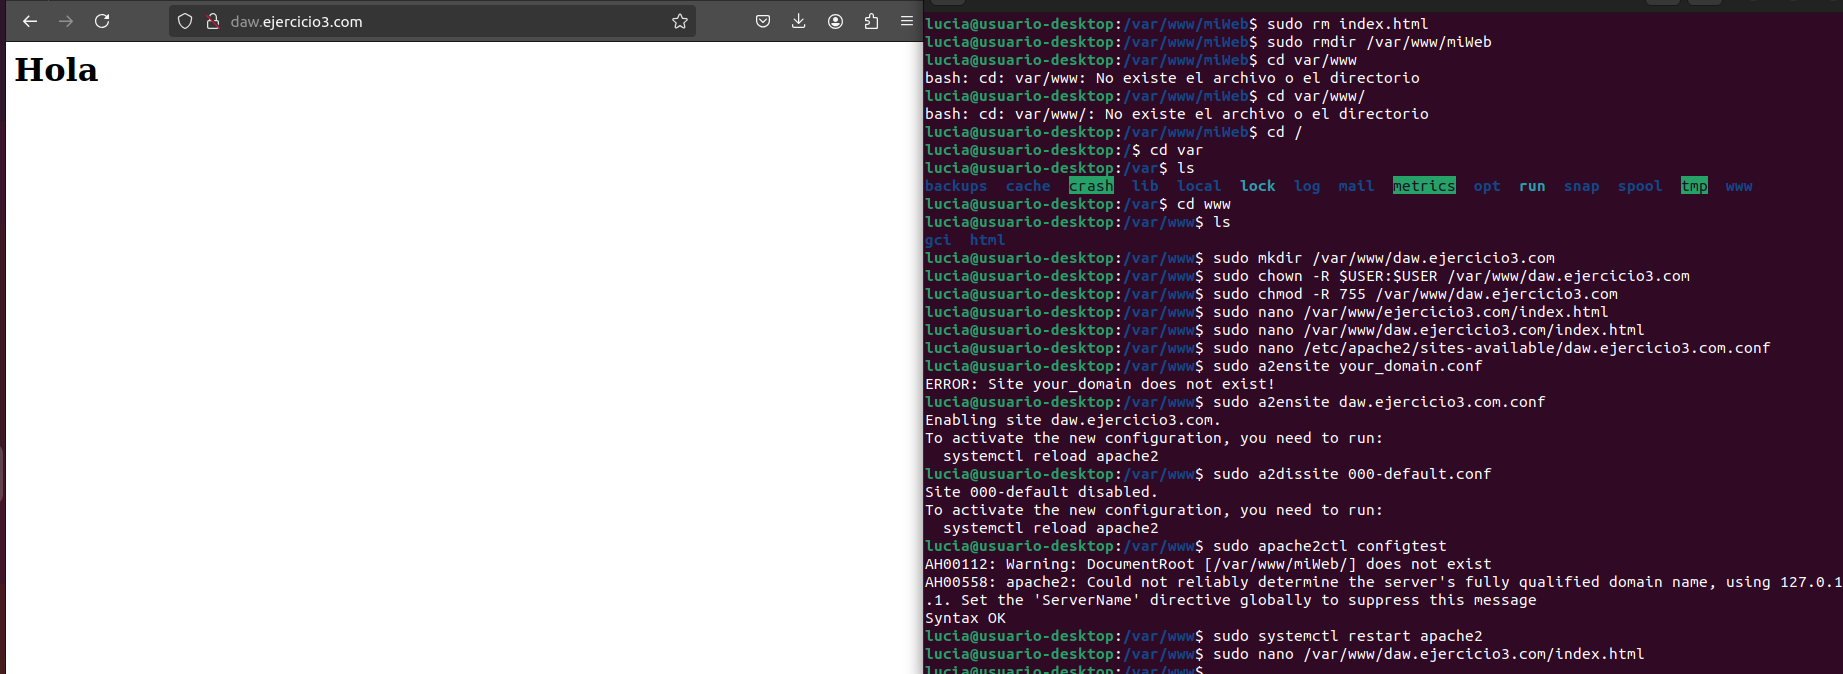 daw.ejercicio3.com
Hola
lucia@usuario-desktop:/var/www/miWeb$ sudo rm index.html
lucia@usuario-desktop:/var/www/miWeb$ sudo rmdir /var/www/miWeb
lucia@usuario-desktop:/var/www/miWeb$ cd var/www
bash: cd: var/www: No existe el archivo o el directorio
lucia@usuario-desktop:/var/www/miWeb$ cd var/www/
bash: cd: var/www/: No existe el archivo o el directorio
lucia@usuario-desktop:/var/www/miWeb$ cd /
lucia@usuario-desktop:/$ cd var
lucia@usuario-desktop:/var$ ls
backups  cache  crash  lib  local  lock  log  mail  metrics  opt  run  snap  spool  tmp  www
lucia@usuario-desktop:/var$ cd www
lucia@usuario-desktop:/var/www$ ls
gci  html
lucia@usuario-desktop:/var/www$ sudo mkdir /var/www/daw.ejercicio3.com
lucia@usuario-desktop:/var/www$ sudo chown -R $USER:$USER /var/www/daw.ejercicio3.com
lucia@usuario-desktop:/var/www$ sudo chmod -R 755 /var/www/daw.ejercicio3.com
lucia@usuario-desktop:/var/www$ sudo nano /var/www/ejercicio3.com/index.html
lucia@usuario-desktop:/var/www$ sudo nano /var/www/daw.ejercicio3.com/index.html
lucia@usuario-desktop:/var/www$ sudo nano /etc/apache2/sites-available/daw.ejercicio3.com.conf
lucia@usuario-desktop:/var/www$ sudo a2ensite your_domain.conf
ERROR: Site your_domain does not exist!
lucia@usuario-desktop:/var/www$ sudo a2ensite daw.ejercicio3.com.conf
Enabling site daw.ejercicio3.com.
To activate the new configuration, you need to run:
  systemctl reload apache2
lucia@usuario-desktop:/var/www$ sudo a2dissite 000-default.conf
Site 000-default disabled.
To activate the new configuration, you need to run:
  systemctl reload apache2
lucia@usuario-desktop:/var/www$ sudo apache2ctl configtest
AH00112: Warning: DocumentRoot [/var/www/miWeb/] does not exist
AH00558: apache2: Could not reliably determine the server's fully qualified domain name, using 127.0.1
.1. Set the 'ServerName' directive globally to suppress this message
Syntax OK
lucia@usuario-desktop:/var/www$ sudo systemctl restart apache2
lucia@usuario-desktop:/var/www$ sudo nano /var/www/daw.ejercicio3.com/index.html
lucia@usuario-desktop:/var/www$